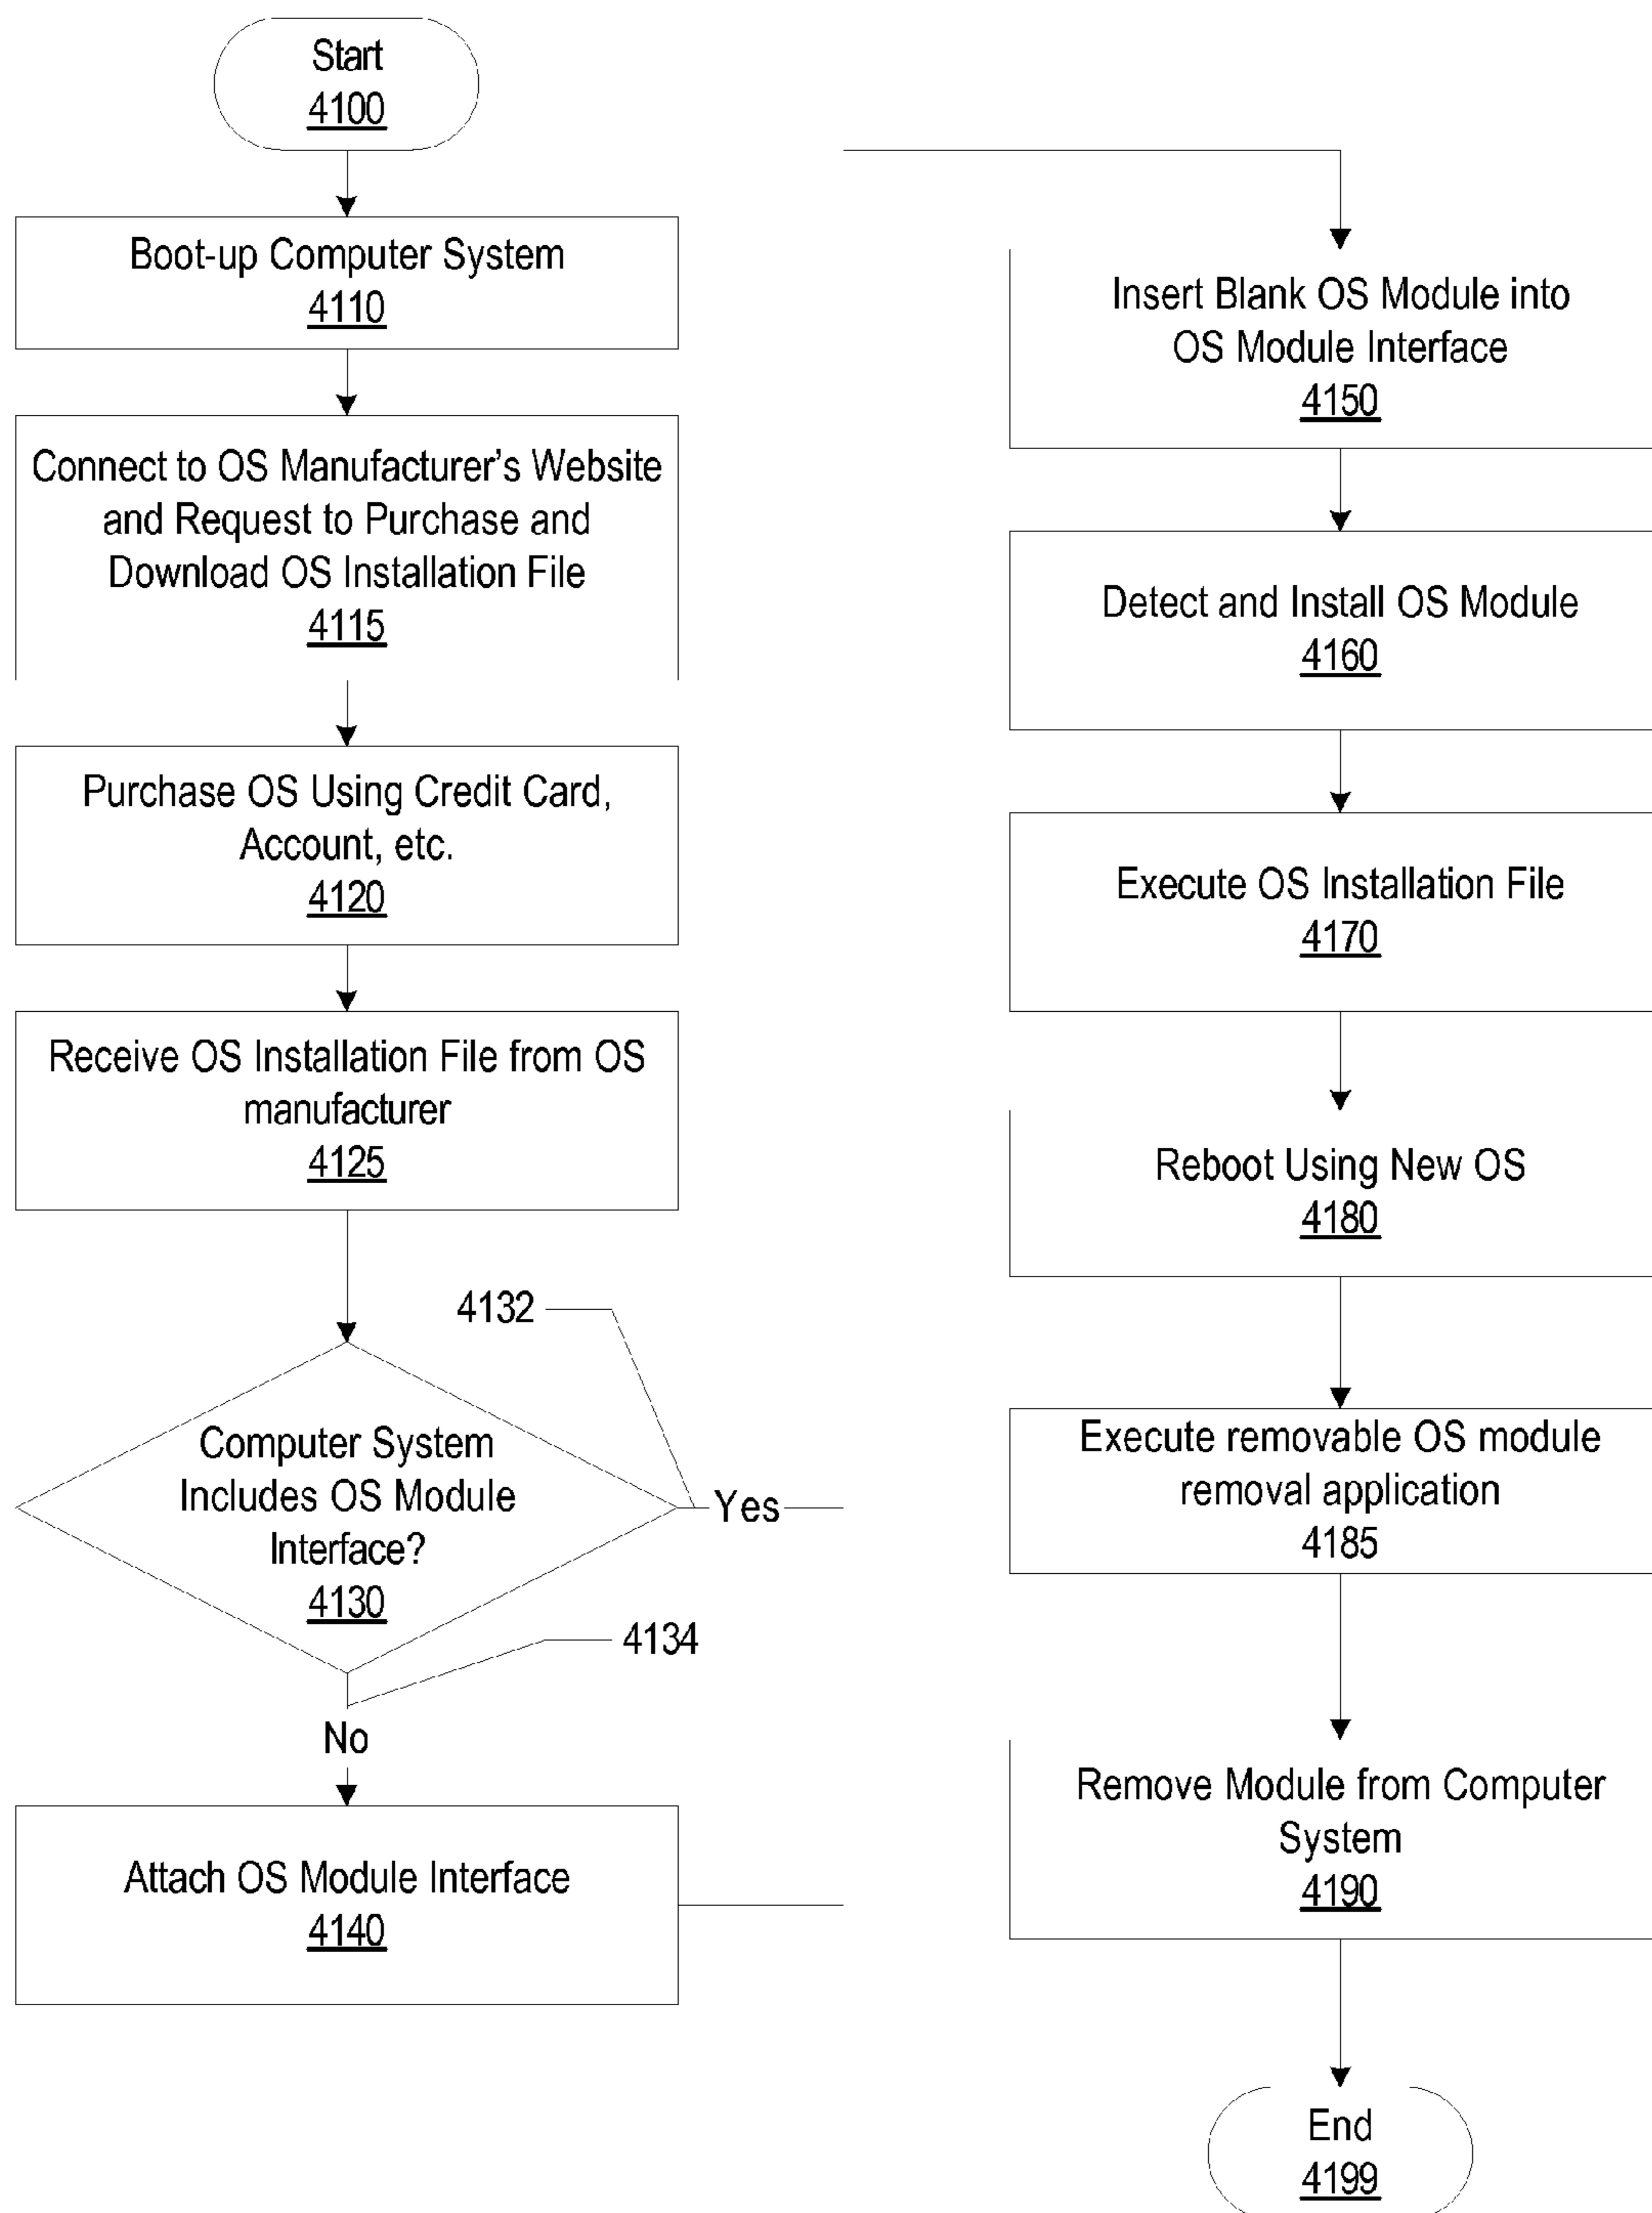 Start
4100
Boot-up Computer System
4110
Connect to OS Manufacturer's Website
and Request to Purchase and
Download OS Installation File
4115
Purchase OS Using Credit Card,
Account, etc.
4120
Receive OS Installation File from OS
manufacturer
4125
4132
Computer System
Includes OS Module
Interface?
4130
Yes
4134
No
Attach OS Module Interface
4140
Insert Blank OS Module into
OS Module Interface
4150
Detect and Install OS Module
4160
Execute OS Installation File
4170
Reboot Using New OS
4180
Execute removable OS module
removal application
4185
Remove Module from Computer
System
4190
End
4199